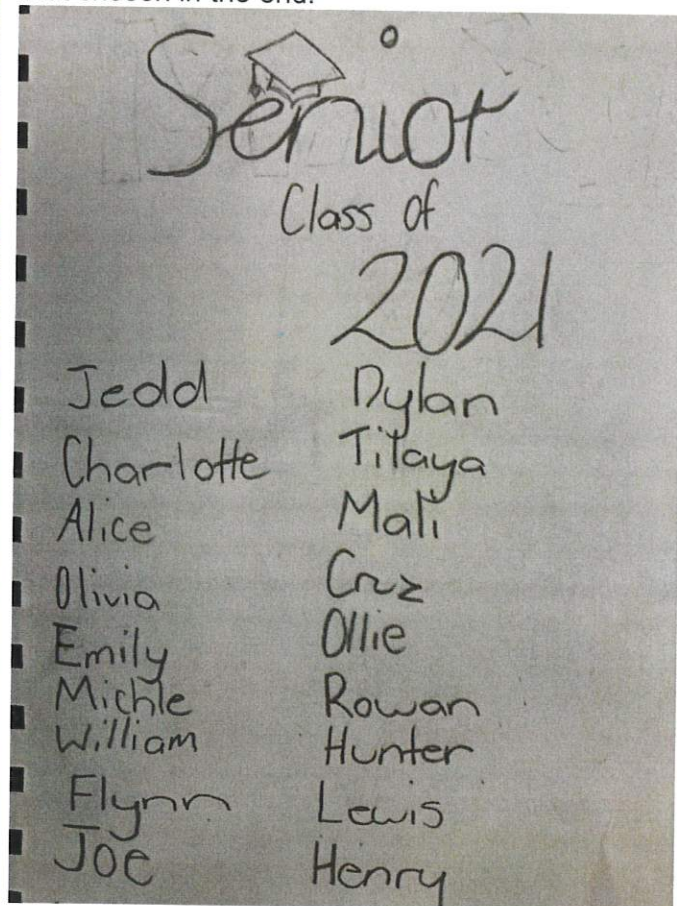 Senior
Class of
2021
Jedd Dylan
Charlotte Titaya
Alice Mali
Olivia Cruz
Emily Ollie
Michle Rowan
William Hunter
Flynn Lewis
Joe Henry